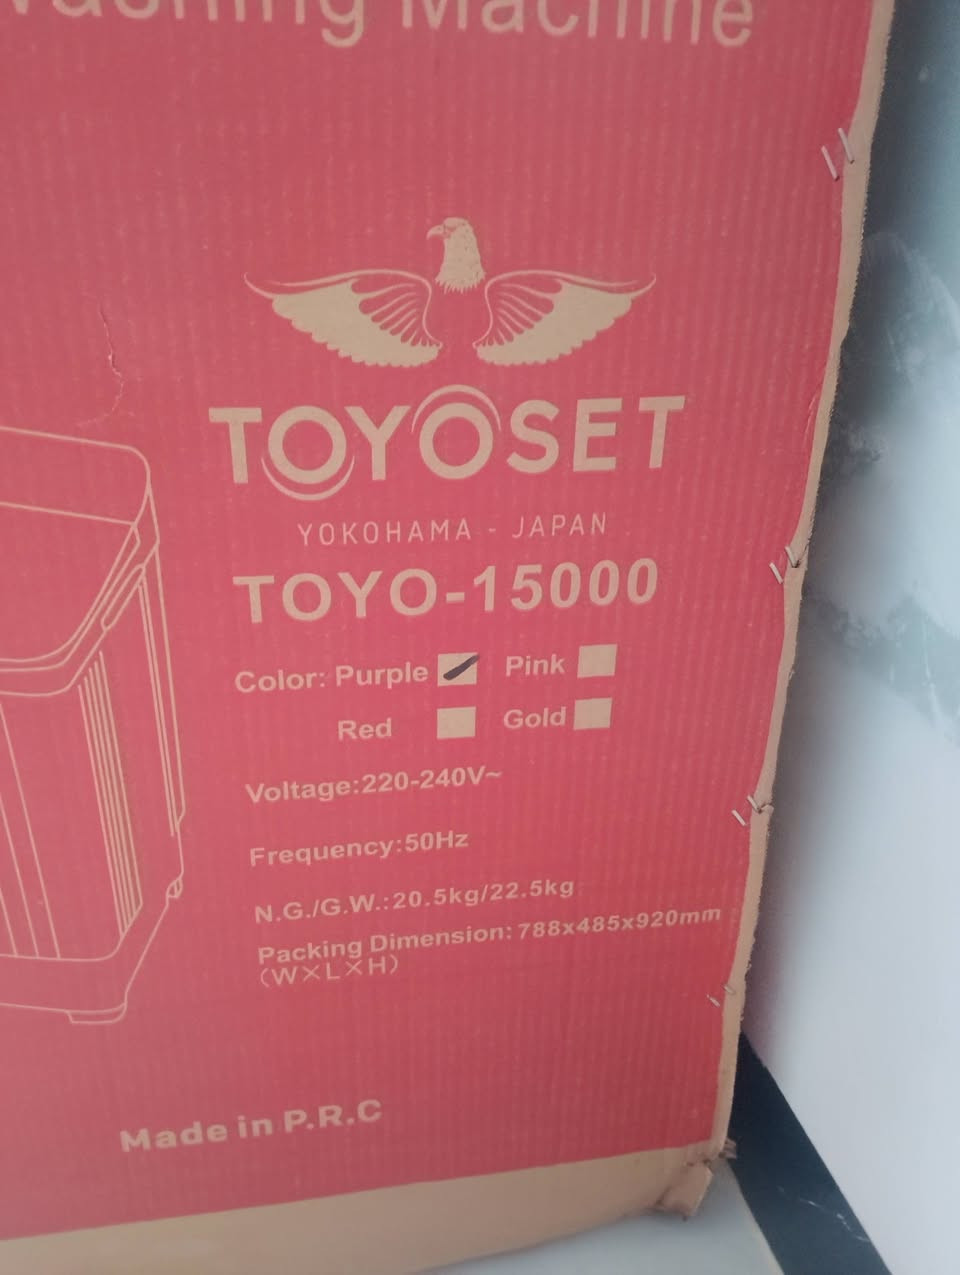 Washing Machine
TOYOSET
YOKOHAMA - JAPAN
TOYO-15000
Color: Purple Pink
Red Gold
Voltage:220-240V~
Frequency:50Hz
N.G./G.W.:20.5kg/22.5kg
Packing Dimension: 788x485x920mm
(W×L×H)
Made in P.R.C